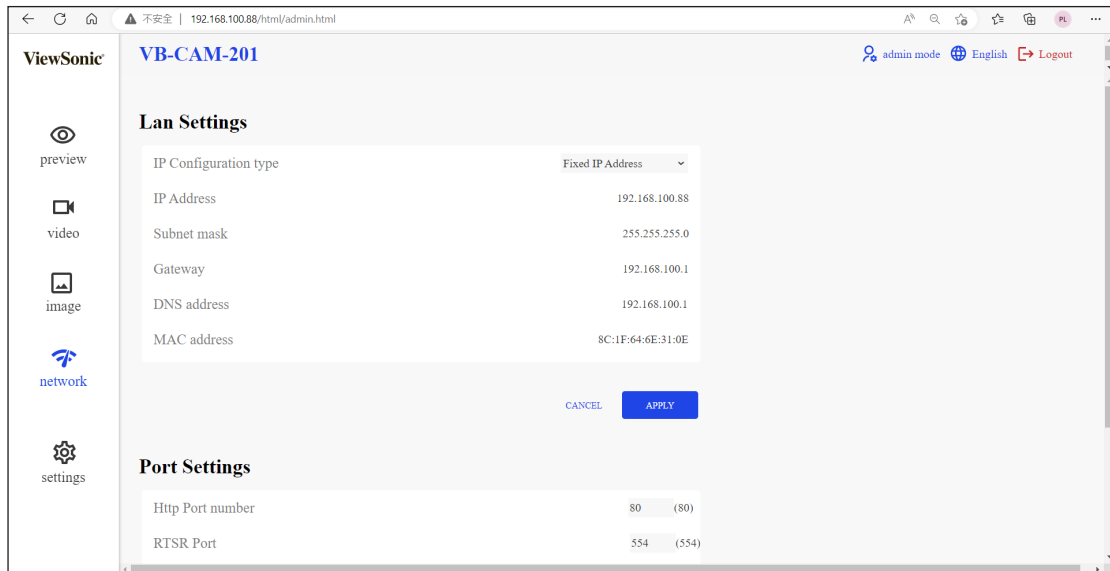 不安全 | 192.168.100.88/html/admin.html
PL
ViewSonic
VB-CAM-201
admin mode English Logout
preview
video
image
network
settings
Lan Settings
IP Configuration type Fixed IP Address
IP Address 192.168.100.88
Subnet mask 255.255.255.0
Gateway 192.168.100.1
DNS address 192.168.100.1
MAC address 8C:1F:64:6E:31:0E
CANCEL APPLY
Port Settings
Http Port number 80 (80)
RTSR Port 554 (554)